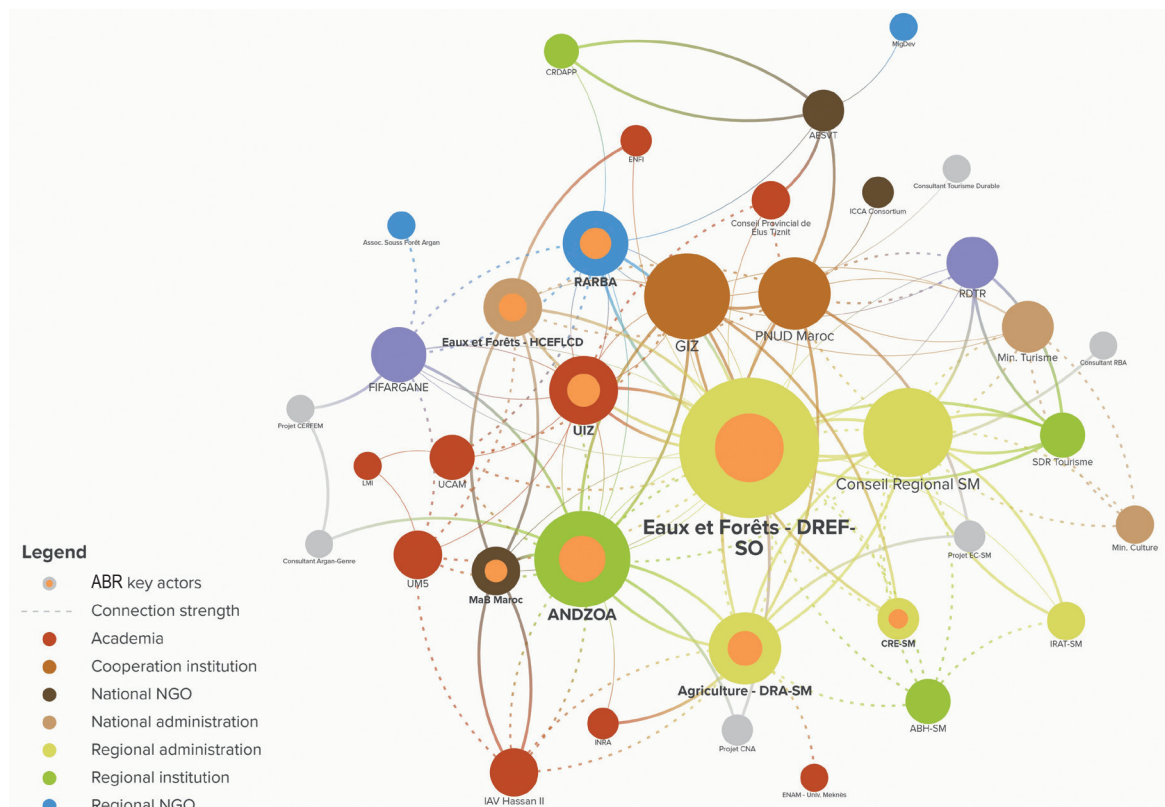 MigDev
CRDAPP
AESVT
ENFI
Consultant Tourisme Durable
ICCA Consortium
Conseil Provincial de
Élus Tiznit
Assoc. Souss Forêt Argan
RARBA
RDTR
Eaux et Forêts - HCEFLCD
GIZ
PNUD Maroc
Min. Turisme
Consultant RBA
FIFARGANE
UIZ
Projet CERFEM
SDR Tourisme
LMI
UCAM
Conseil Regional SM
Eaux et Forêts - DREF-
SO
Min. Culture
Consultant Argan-Genre
Projet EC-SM
UM5
MaB Maroc
ANDZOA
CRE-SM
IRAT-SM
Agriculture - DRA-SM
ABH-SM
INRA
Projet CNA
IAV Hassan II
ENAM - Univ. Meknès
Legend
ABR key actors
Connection strength
Academia
Cooperation institution
National NGO
National administration
Regional administration
Regional institution
Regional NGO